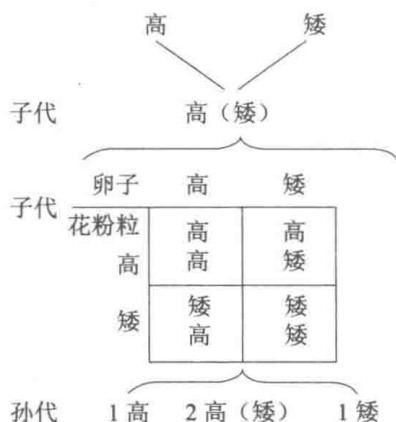 高 矮
子代 高（矮）
卵子 高 矮
子代
花粉粒 高 高
高 高 矮
矮 矮 矮
高 矮
孙代 1高 2高（矮） 1矮